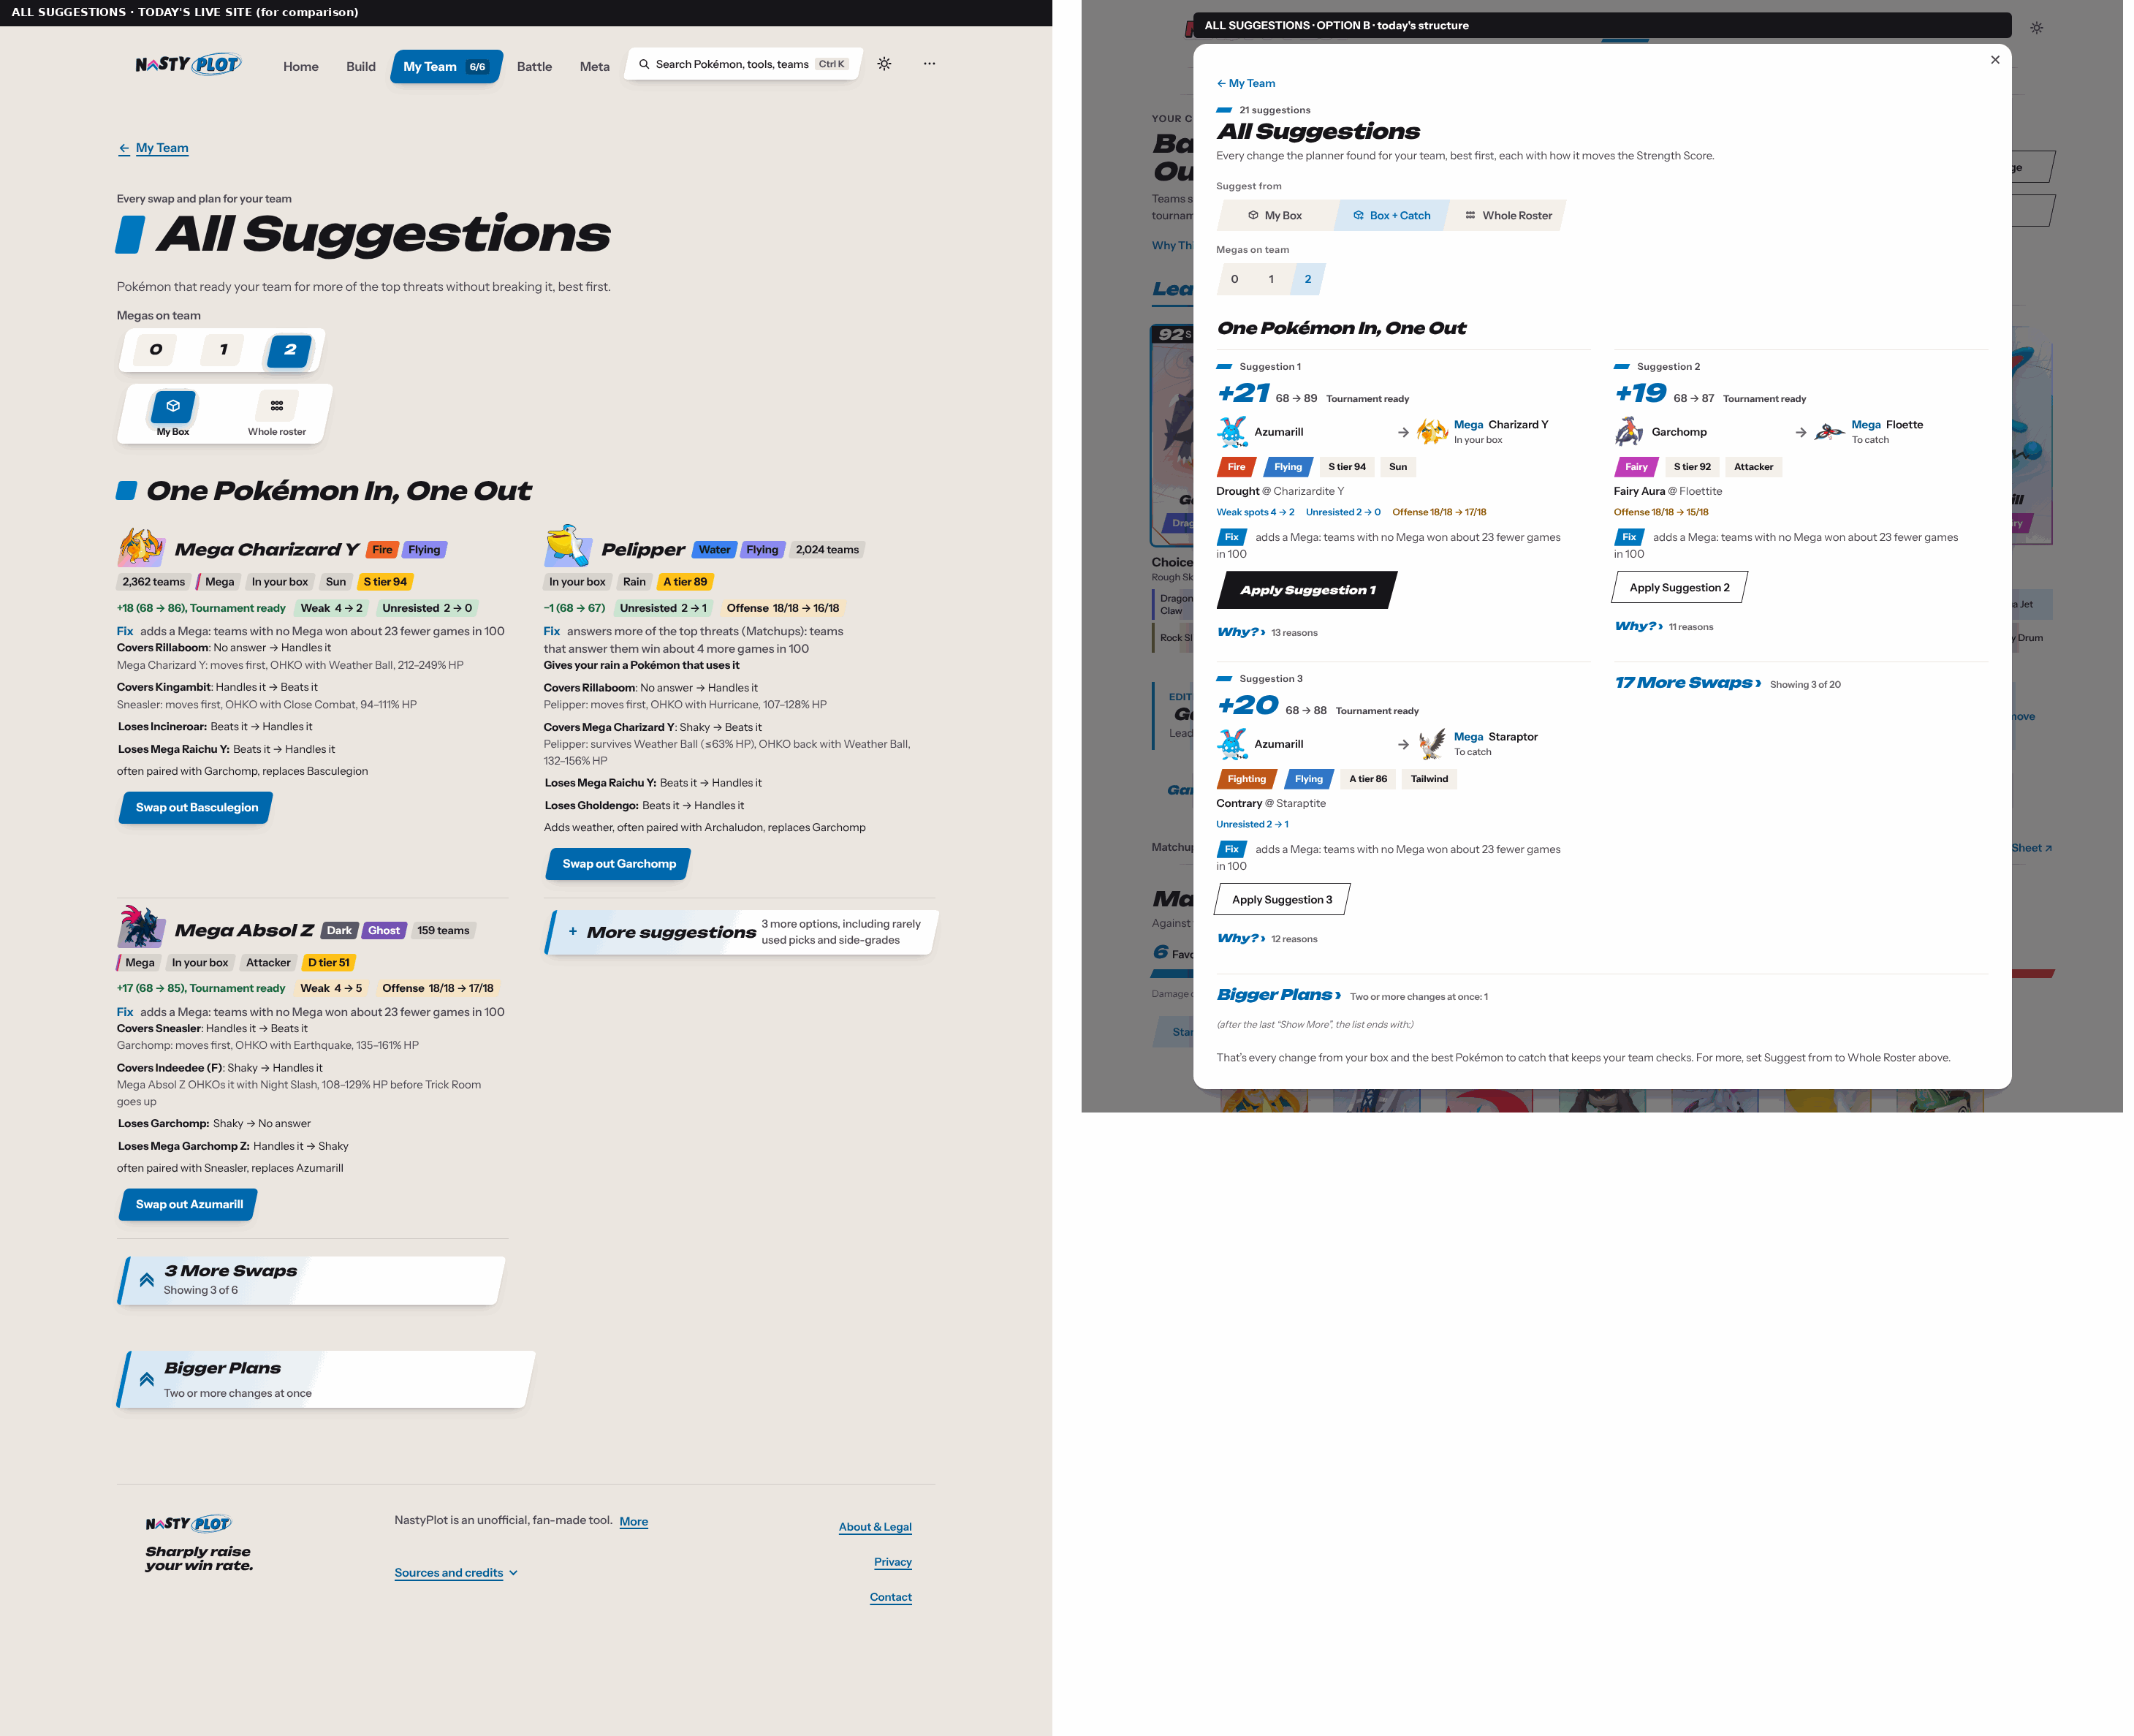 ALL SUGGESTIONS · TODAY'S LIVE SITE (for comparison)
NASTY PLOT
Home
Build
My Team 6/6
Battle
Meta
Search Pokémon, tools, teams Ctrl K
← My Team
Every swap and plan for your team
All Suggestions
Pokémon that ready your team for more of the top threats without breaking it, best first.
Megas on team
0 1 2
My Box
Whole roster
One Pokémon In, One Out
Mega Charizard Y Fire Flying
2,362 teams Mega In your box Sun S tier 94
+18 (68 → 86), Tournament ready Weak 4 → 2 Unresisted 2 → 0
Fix adds a Mega: teams with no Mega won about 23 fewer games in 100
Covers Rillaboom: No answer → Handles it
Mega Charizard Y: moves first, OHKO with Weather Ball, 212–249% HP
Covers Kingambit: Handles it → Beats it
Sneasler: moves first, OHKO with Close Combat, 94–111% HP
Loses Incineroar: Beats it → Handles it
Loses Mega Raichu Y: Beats it → Handles it
often paired with Garchomp, replaces Basculegion
Swap out Basculegion
Pelipper Water Flying 2,024 teams
In your box Rain A tier 89
−1 (68 → 67) Unresisted 2 → 1 Offense 18/18 → 16/18
Fix answers more of the top threats (Matchups): teams
that answer them win about 4 more games in 100
Gives your rain a Pokémon that uses it
Covers Rillaboom: No answer → Handles it
Pelipper: moves first, OHKO with Hurricane, 107–128% HP
Covers Mega Charizard Y: Shaky → Beats it
Pelipper: survives Weather Ball (≤63% HP), OHKO back with Weather Ball,
132–156% HP
Loses Mega Raichu Y: Beats it → Handles it
Loses Gholdengo: Beats it → Handles it
Adds weather, often paired with Archaludon, replaces Garchomp
Swap out Garchomp
Mega Absol Z Dark Ghost 159 teams
Mega In your box Attacker D tier 51
+17 (68 → 85), Tournament ready Weak 4 → 5 Offense 18/18 → 17/18
Fix adds a Mega: teams with no Mega won about 23 fewer games in 100
Covers Sneasler: Handles it → Beats it
Garchomp: moves first, OHKO with Earthquake, 135–161% HP
Covers Indeedee (F): Shaky → Handles it
Mega Absol Z OHKOs it with Night Slash, 108–129% HP before Trick Room
goes up
Loses Garchomp: Shaky → No answer
Loses Mega Garchomp Z: Handles it → Shaky
often paired with Sneasler, replaces Azumarill
Swap out Azumarill
+ More suggestions 3 more options, including rarely
used picks and side-grades
3 More Swaps
Showing 3 of 6
Bigger Plans
Two or more changes at once
NASTY PLOT
Sharply raise
your win rate.
NastyPlot is an unofficial, fan-made tool. More
Sources and credits
About & Legal
Privacy
Contact
ALL SUGGESTIONS · OPTION B · today's structure
← My Team
21 suggestions
All Suggestions
Every change the planner found for your team, best first, each with how it moves the Strength Score.
Suggest from
My Box Box + Catch Whole Roster
Megas on team
0 1 2
One Pokémon In, One Out
Suggestion 1
+21 68 → 89 Tournament ready
Azumarill → Mega Charizard Y
In your box
Fire Flying S tier 94 Sun
Drought @ Charizardite Y
Weak spots 4 → 2 Unresisted 2 → 0 Offense 18/18 → 17/18
Fix adds a Mega: teams with no Mega won about 23 fewer games
in 100
Apply Suggestion 1
Why? › 13 reasons
Suggestion 2
+19 68 → 87 Tournament ready
Garchomp → Mega Floette
To catch
Fairy S tier 92 Attacker
Fairy Aura @ Floettite
Offense 18/18 → 15/18
Fix adds a Mega: teams with no Mega won about 23 fewer games
in 100
Apply Suggestion 2
Why? › 11 reasons
Suggestion 3
+20 68 → 88 Tournament ready
Azumarill → Mega Staraptor
To catch
Fighting Flying A tier 86 Tailwind
Contrary @ Staraptite
Unresisted 2 → 1
Fix adds a Mega: teams with no Mega won about 23 fewer games
in 100
Apply Suggestion 3
Why? › 12 reasons
17 More Swaps › Showing 3 of 20
Bigger Plans › Two or more changes at once: 1
(after the last “Show More”, the list ends with:)
That's every change from your box and the best Pokémon to catch that keeps your team checks. For more, set Suggest from to Whole Roster above.